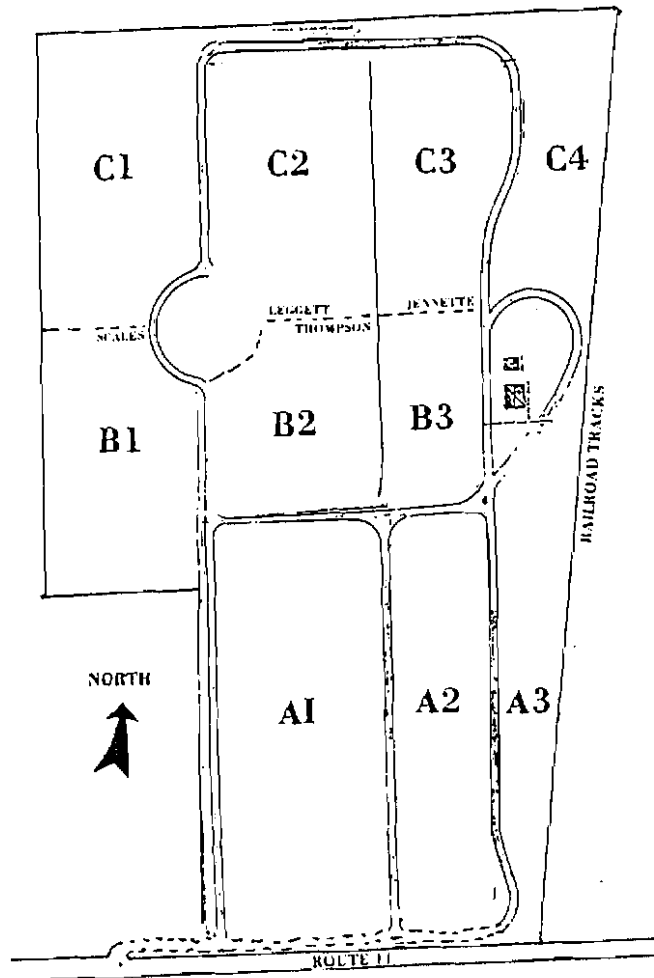 C1
C2
C3
C4
LEGGETT
JENNETTE
SCALES
THOMPSON
B1
B2
B3
RAILROAD TRACKS
NORTH
A1
A2
A3
ROUTE 11